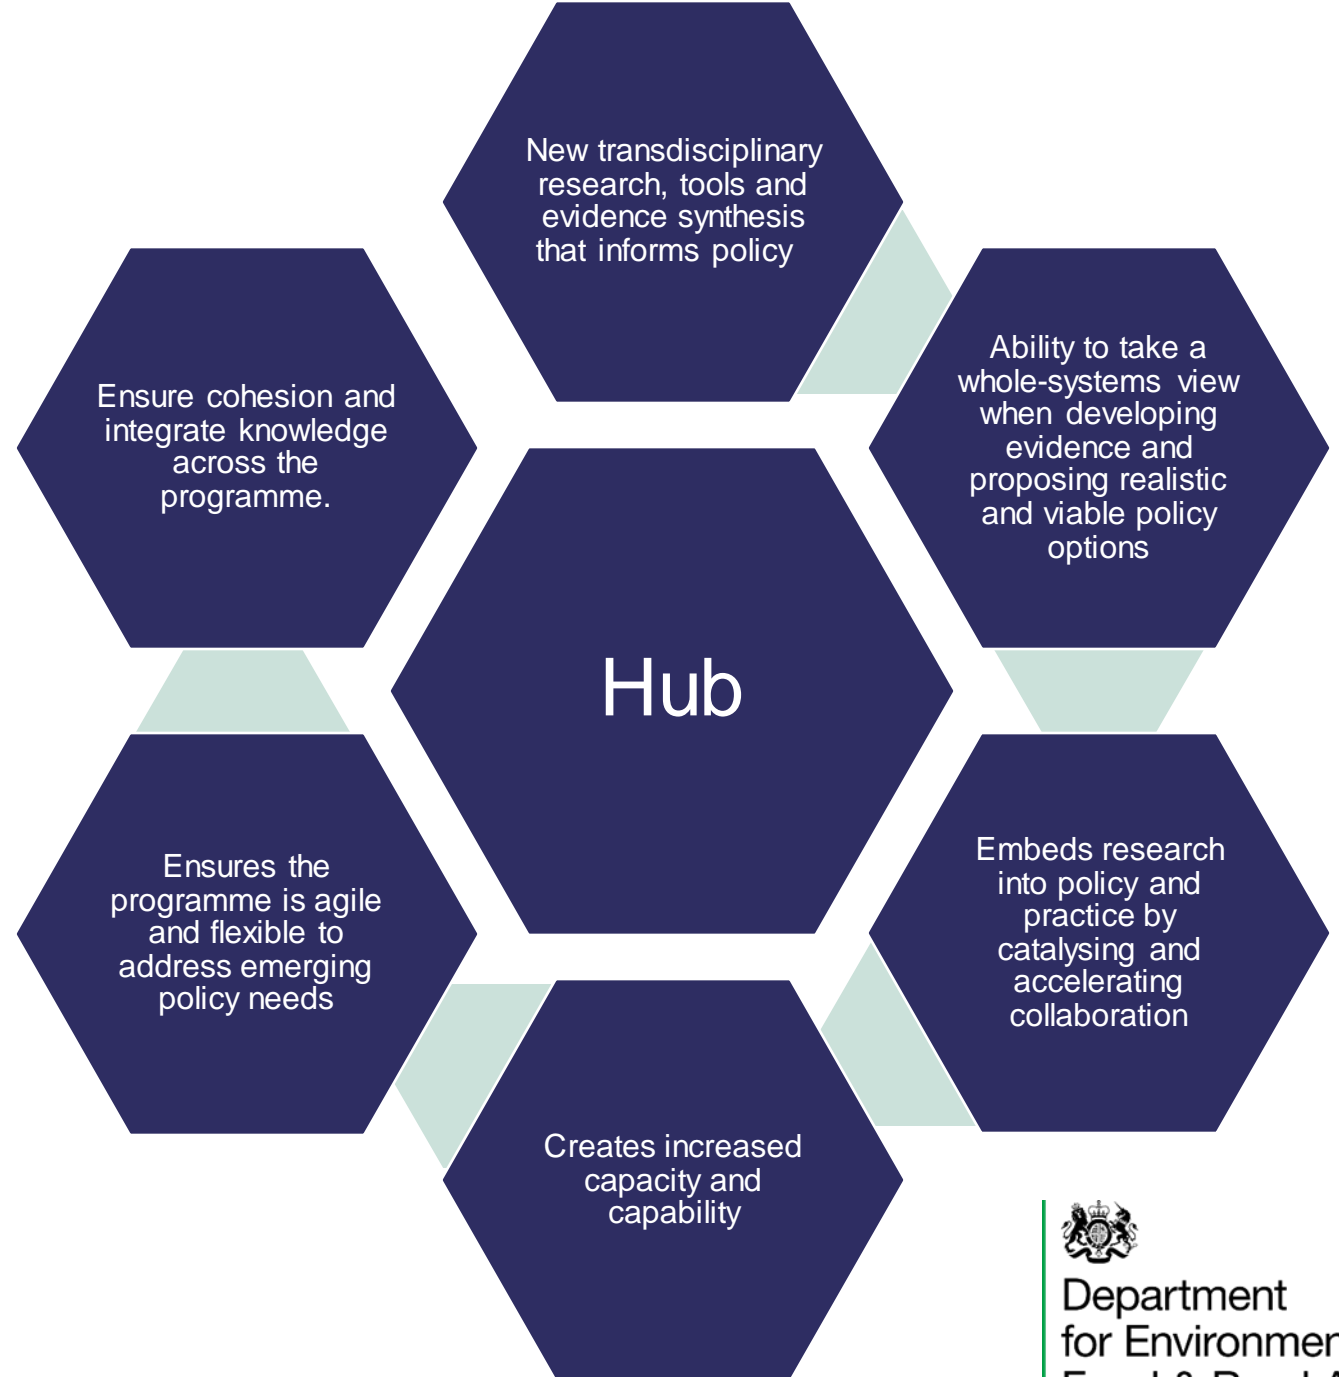 New transdisciplinary
research, tools and
evidence synthesis
that informs policy
Ability to take a
whole-systems view
when developing
evidence and
proposing realistic
and viable policy
options
Embeds research
into policy and
practice by
catalysing and
accelerating
collaboration
Creates increased
capacity and
capability
Ensures the
programme is agile
and flexible to
address emerging
policy needs
Ensure cohesion and
integrate knowledge
across the
programme.
Hub
Department
for Environmen
& Rural A